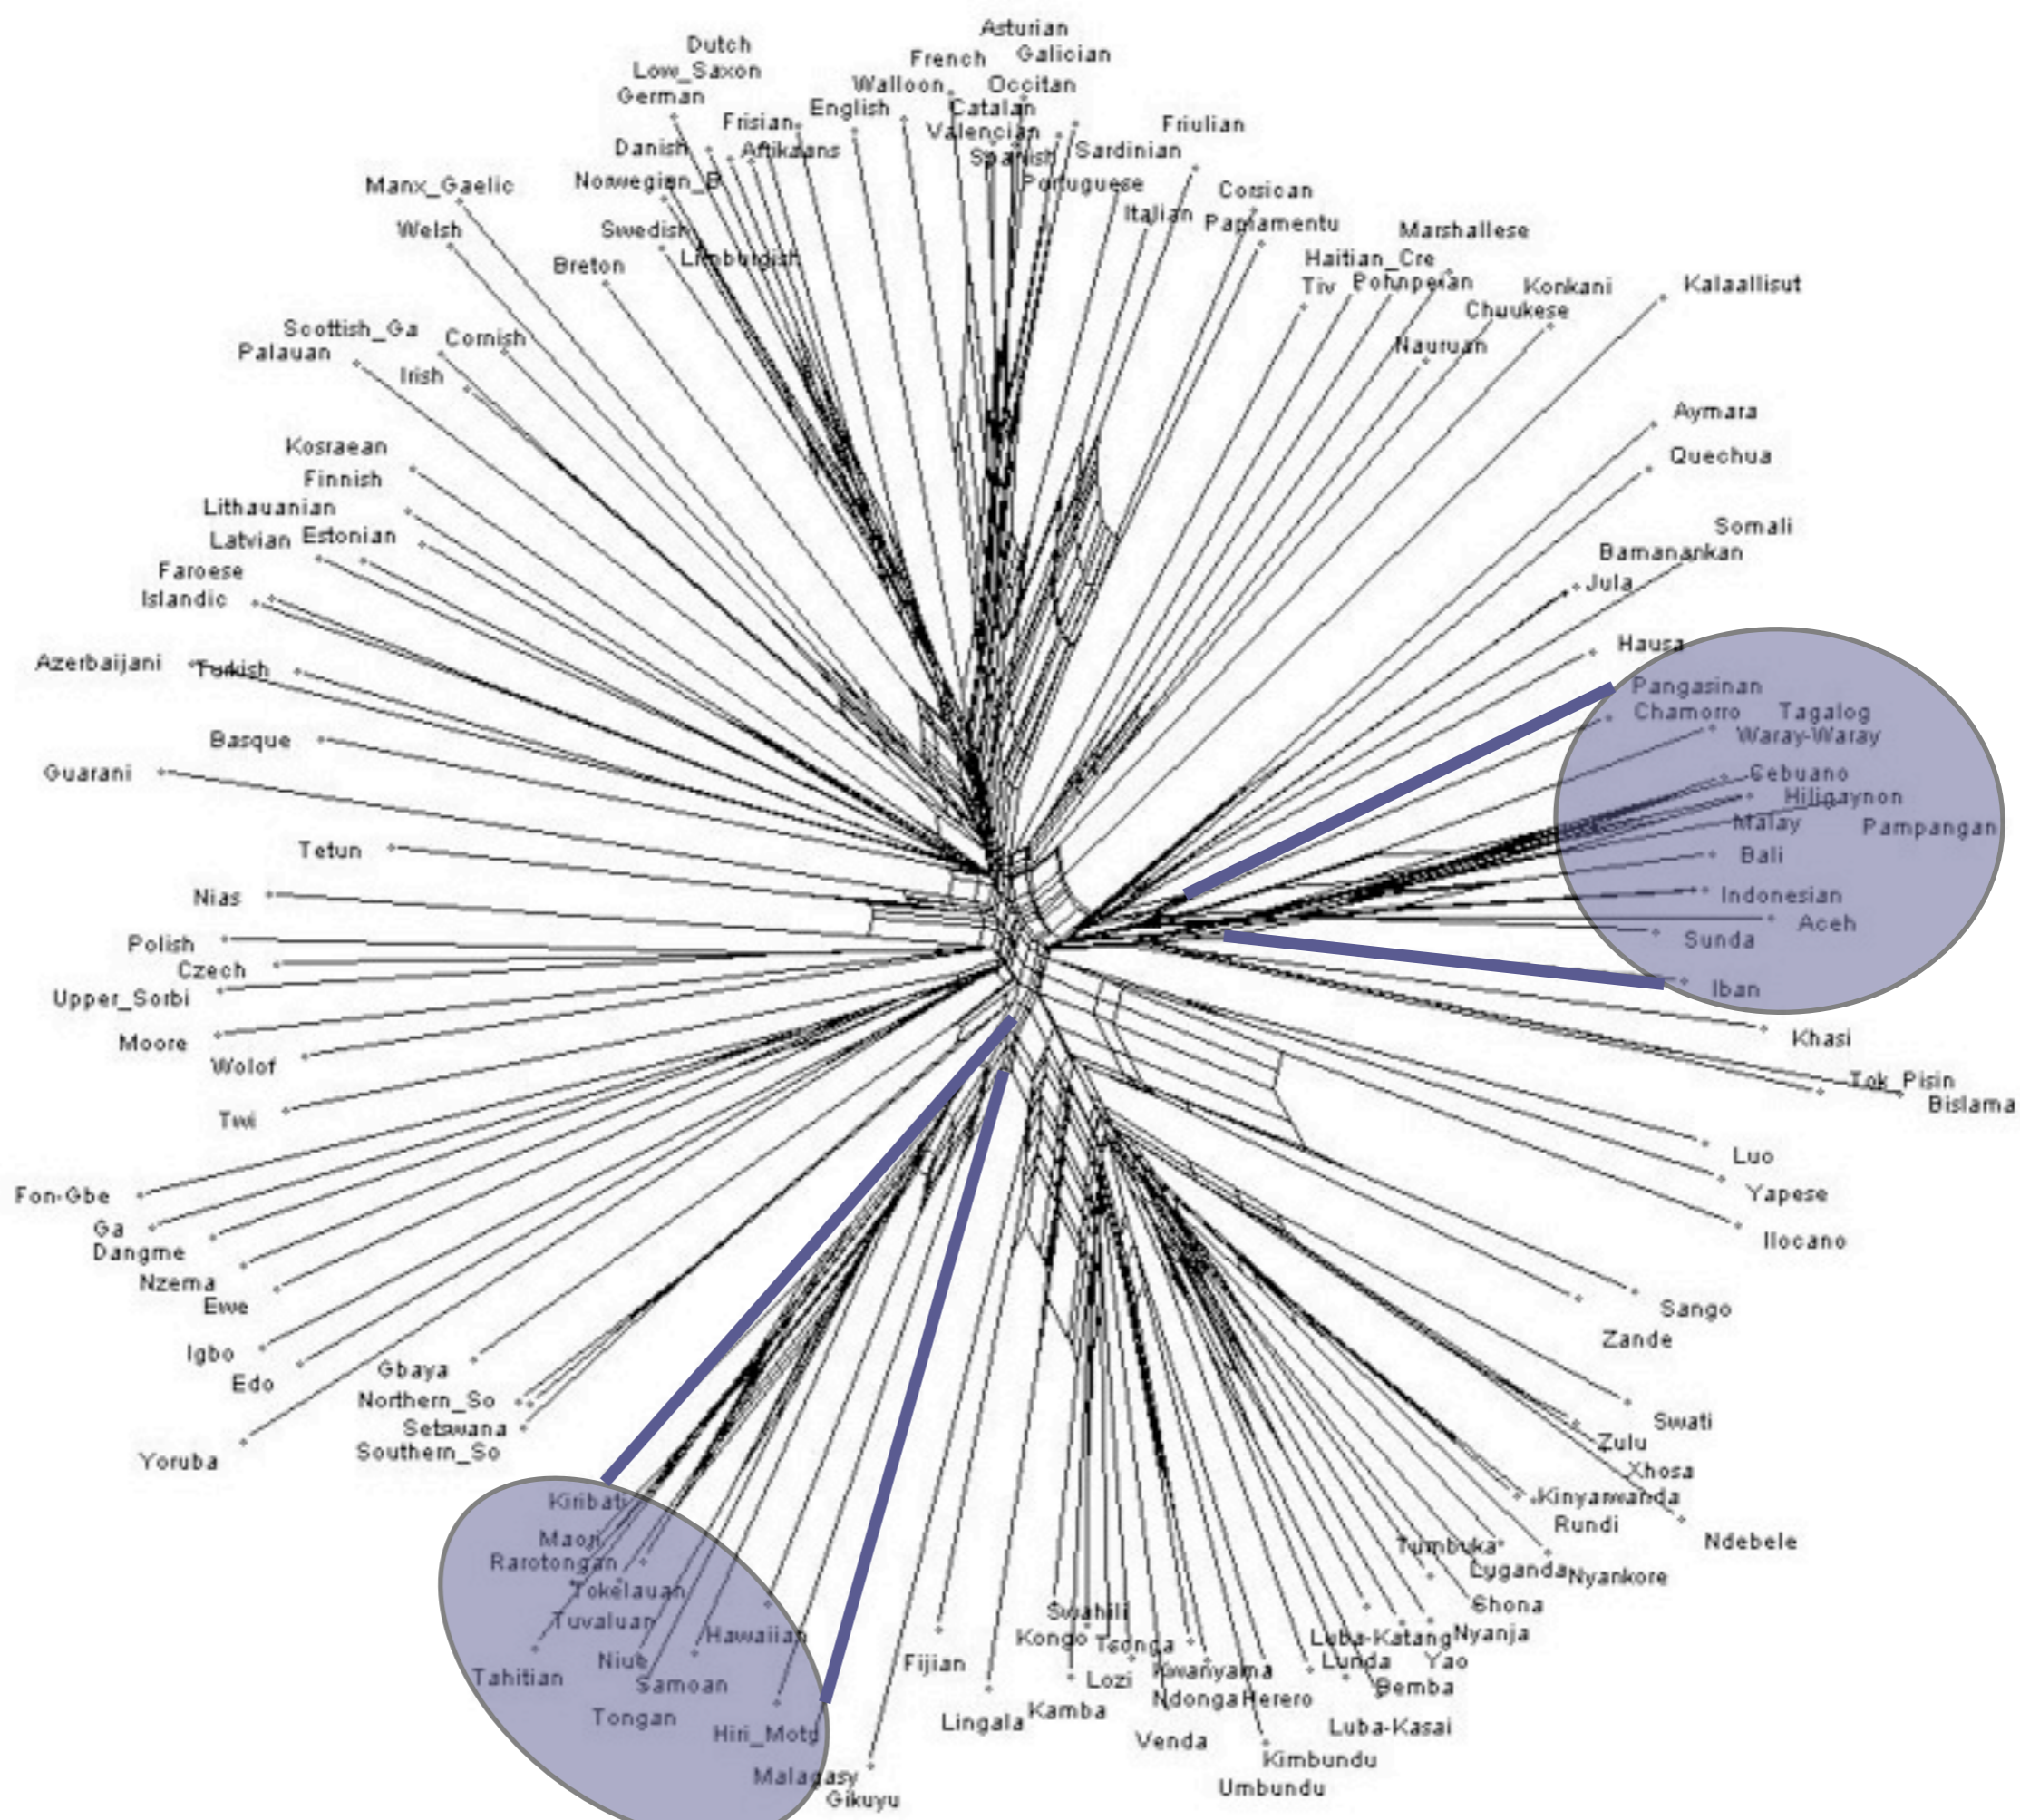 Asturian
Dutch
Galician
French
Low_Saxon
Walloon
Occitan
German
English
Catalan
Frisian
Friulian
Valencian
Danish
Afrikaans
Spanish
Sardinian
Manx_Gaelic
Norwegian_B
Portuguese
Corsican
Italian
Papiamentu
Welsh
Swedish
Marshallese
Limburgish
Haitian_Cre
Breton
Tiv
Pohnpeian
Konkani
Kalaallisut
Chuukese
Scottish_Ga
Cornish
Nauruan
Palauan
Irish
Aymara
Kosraean
Quechua
Finnish
Lithauanian
Somali
Latvian
Estonian
Bamanankan
Faroese
Jula
Islandic
Hausa
Azerbaijani
Turkish
Pangasinan
Chamorro
Tagalog
Basque
Waray-Waray
Guarani
Cebuano
Hiligaynon
Malay
Pampangan
Tetun
Bali
Nias
Indonesian
Aceh
Polish
Sunda
Czech
Iban
Upper_Sorbi
Moore
Khasi
Wolof
Tok_Pisin
Bislama
Twi
Luo
Fon-Gbe
Yapese
Ga
Ilocano
Dangme
Nzema
Ewe
Sango
Igbo
Zande
Gbaya
Edo
Northern_So
Swati
Setswana
Zulu
Southern_So
Yoruba
Xhosa
Kiribati
Kinyarwanda
Rundi
Maori
Ndebele
Tumbuka
Rarotongan
Luganda
Nyankore
Tokelauan
Shona
Tuvaluan
Swahili
Hawaiian
Kongo
Tsonga
Luba-Katang
Nyanja
Niue
Fijian
Kwanyama
Lunda
Yao
Tahitian
Samoan
Lozi
Bemba
Ndonga
Herero
Tongan
Kamba
Hiri_Motu
Lingala
Luba-Kasai
Venda
Kimbundu
Malagasy
Umbundu
Gikuyu